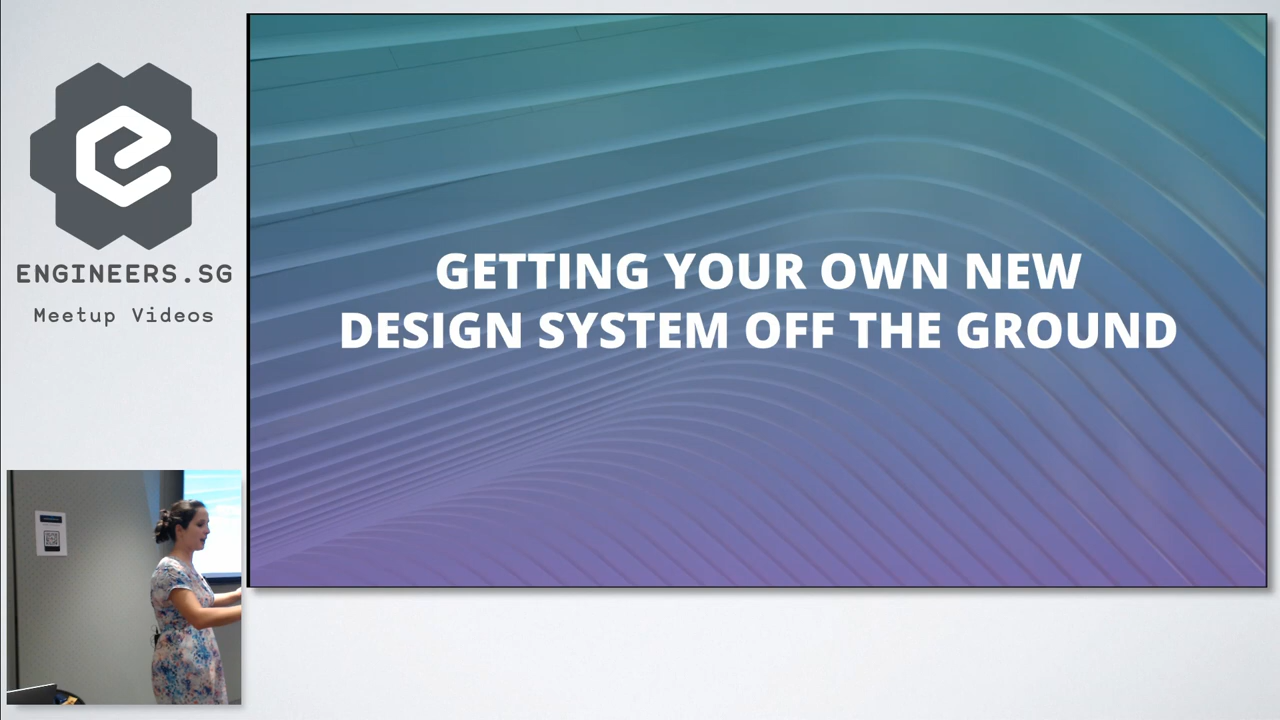 ENGINEERS.SG
Meetup Videos
GETTING YOUR OWN NEW
DESIGN SYSTEM OFF THE GROUND